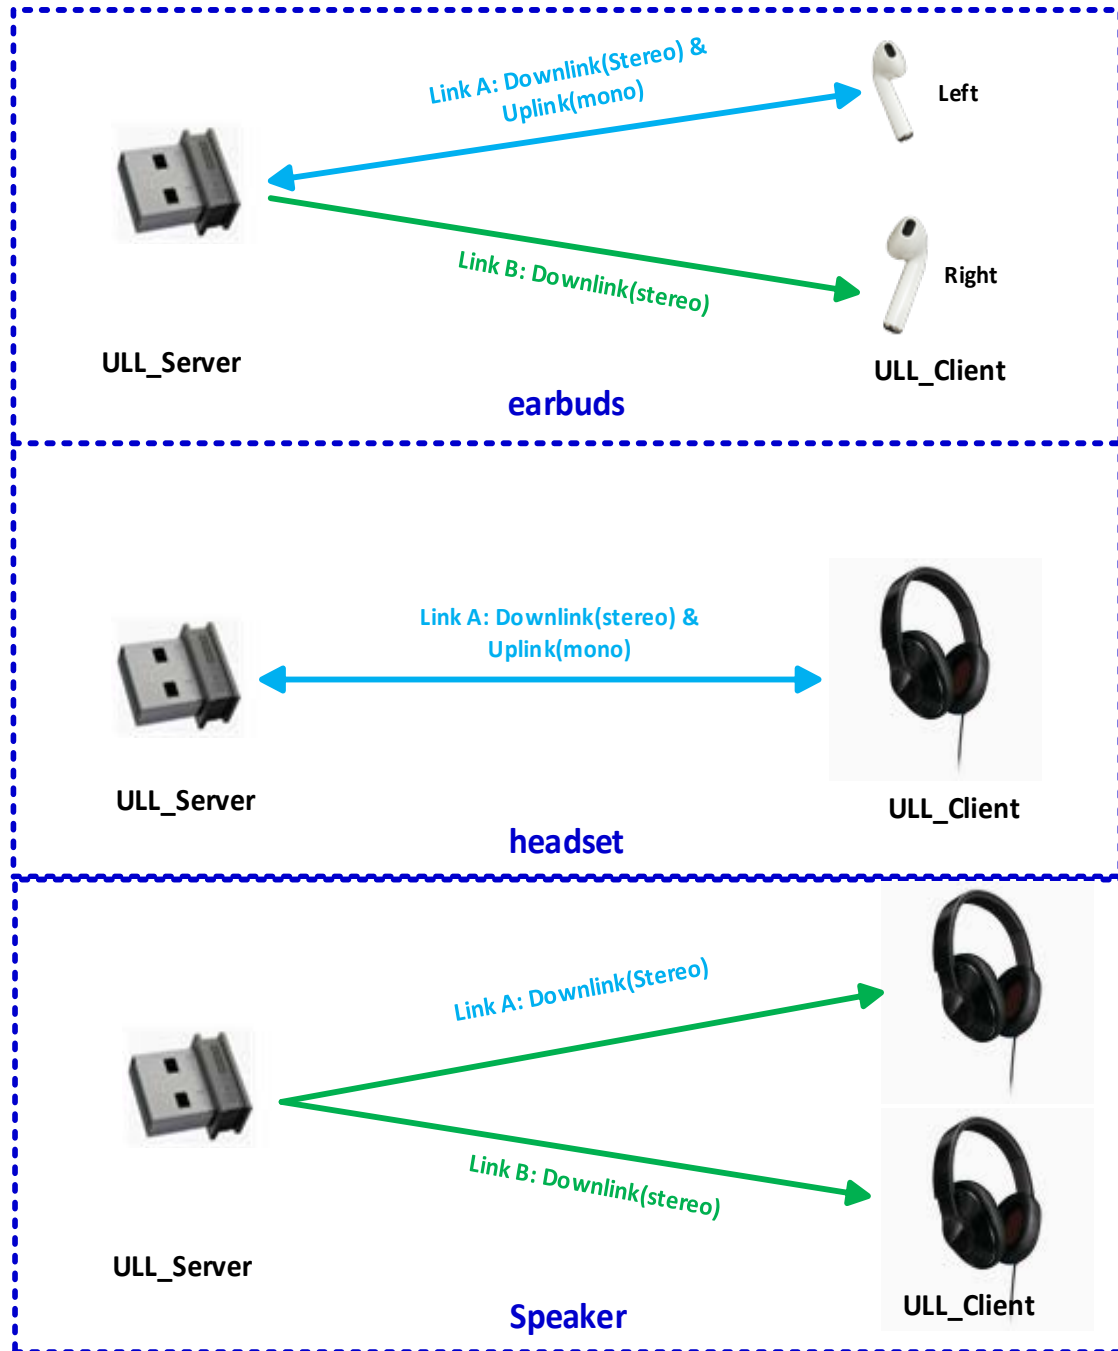 Link A: Downlink(Stereo) &
Uplink(mono)
Left
Link B: Downlink(stereo)
Right
ULL_Server
ULL_Client
earbuds
Link A: Downlink(stereo) &
Uplink(mono)
ULL_Server
ULL_Client
headset
Link A: Downlink(Stereo)
Link B: Downlink(stereo)
ULL_Server
ULL_Client
Speaker